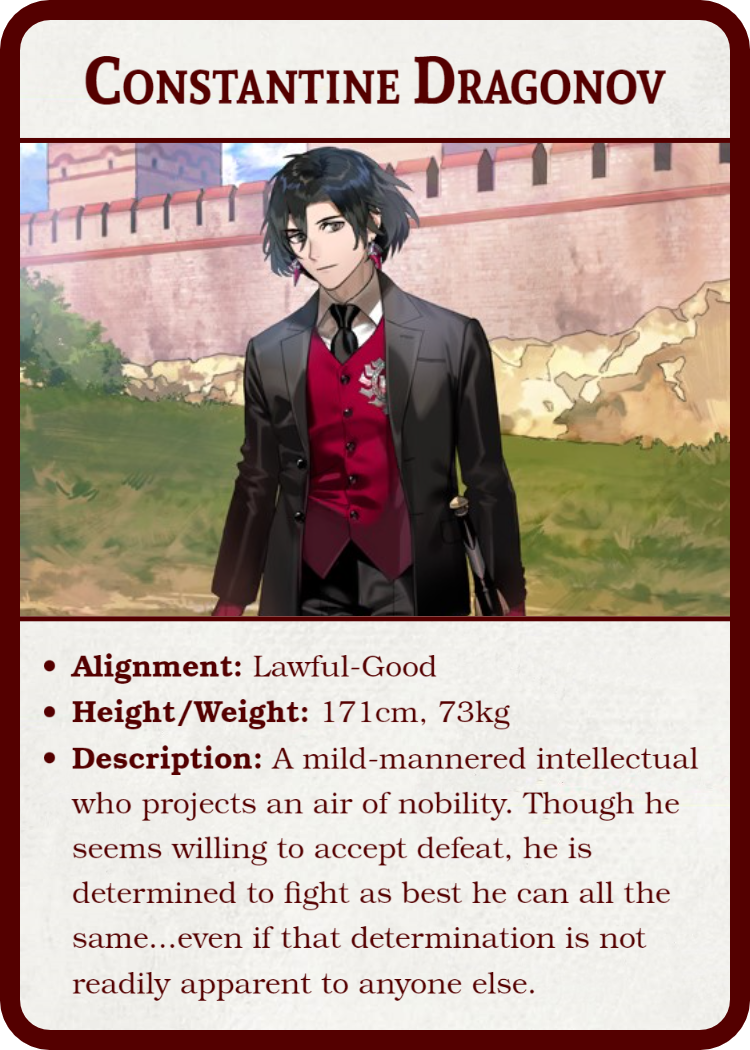 Constantine Dragonov
• Alignment: Lawful-Good
• Height/Weight: 171cm, 73kg
• Description: A mild-mannered intellectual
who projects an air of nobility. Though he
seems willing to accept defeat, he is
determined to fight as best he can all the
same...even if that determination is not
readily apparent to anyone else.